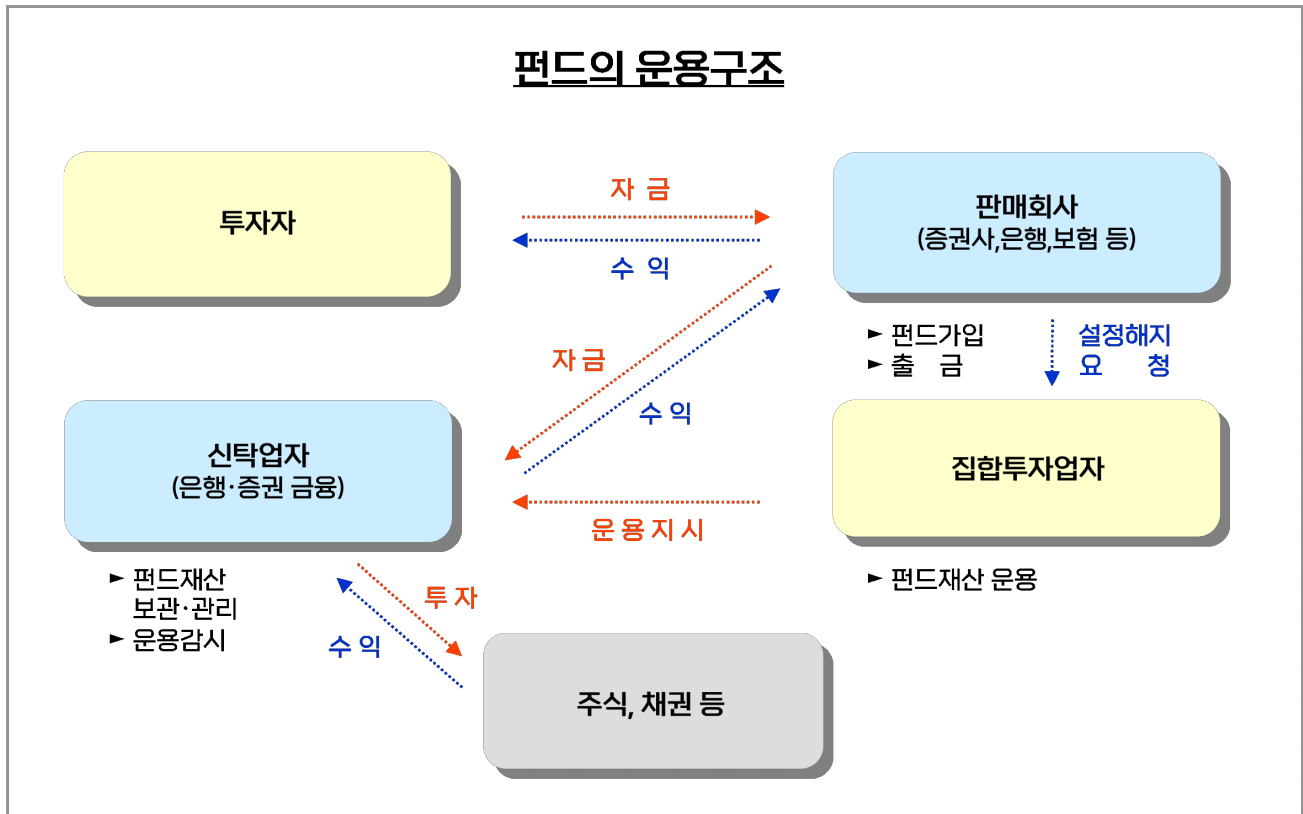 펀드의 운용구조
투자자
자 금
수 익
판매회사
(증권사,은행,보험 등)
► 펀드가입
► 출 금
설정해지
요 청
자 금
수 익
신탁업자
(은행·증권 금융)
집합투자업자
운 용 지 시
► 펀드재산
보관·관리
► 운용감시
► 펀드재산 운용
투 자
수 익
주식, 채권 등